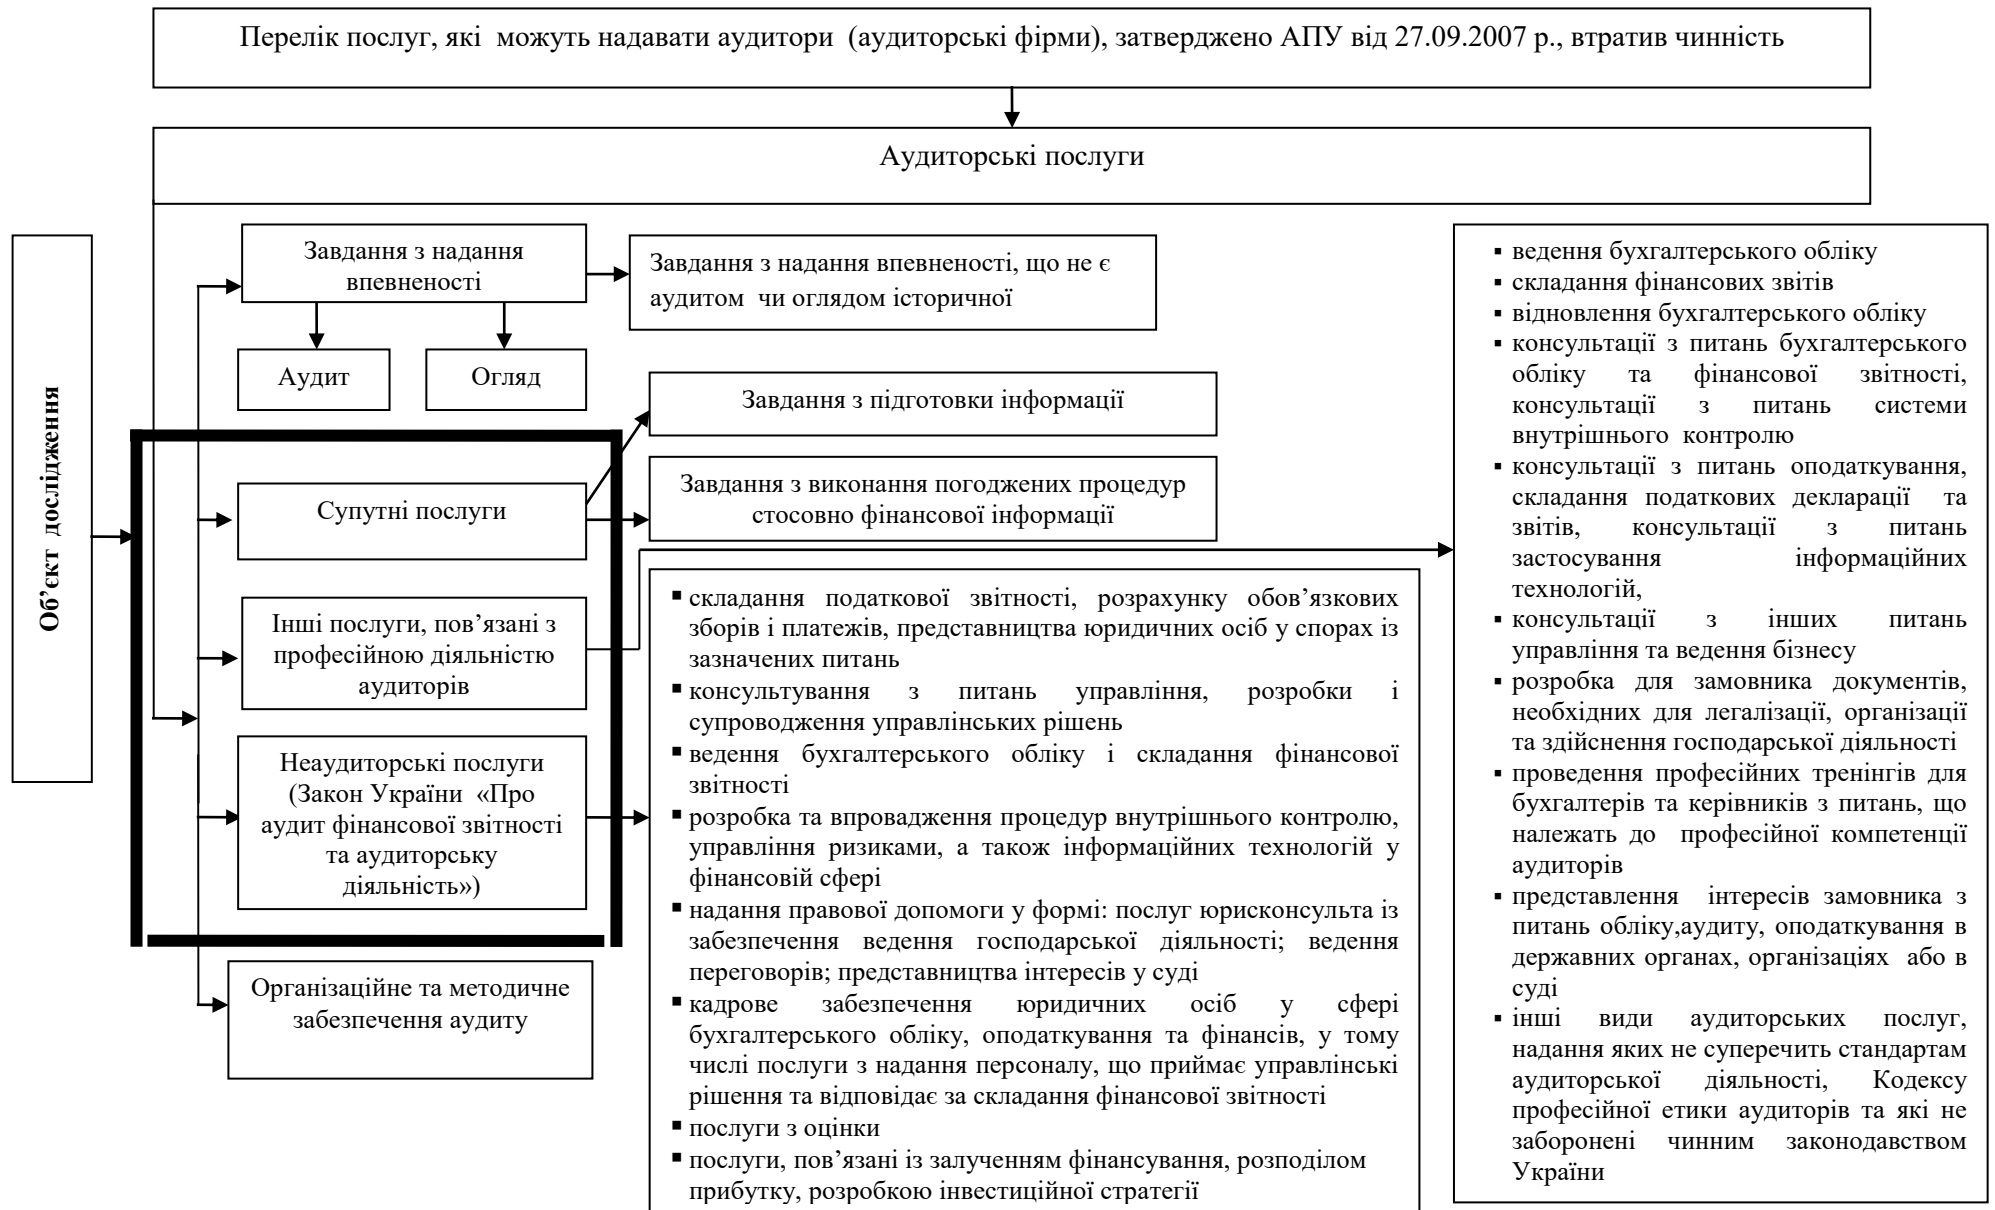 Перелік послуг, які можуть надавати аудитори (аудиторські фірми), затверджено АПУ від 27.09.2007 р., втратив чинність
Аудиторські послуги
Об’єкт дослідження
Завдання з надання
впевненості
Завдання з надання впевненості, що не є
аудитом чи оглядом історичної
Аудит
Огляд
Супутні послуги
Завдання з підготовки інформації
Завдання з виконання погоджених процедур
стосовно фінансової інформації
Інші послуги, пов’язані з
професійною діяльністю
аудиторів
Неаудиторські послуги
(Закон України «Про
аудит фінансової звітності
та аудиторську
діяльність»)
Організаційне та методичне
забезпечення аудиту
▪ складання податкової звітності, розрахунку обов’язкових
зборів і платежів, представництва юридичних осіб у спорах із
зазначених питань
▪ консультування з питань управління, розробки і
супроводження управлінських рішень
▪ ведення бухгалтерського обліку і складання фінансової
звітності
▪ розробка та впровадження процедур внутрішнього контролю,
управління ризиками, а також інформаційних технологій у
фінансовій сфері
▪ надання правової допомоги у формі: послуг юрисконсульта із
забезпечення ведення господарської діяльності; ведення
переговорів; представництва інтересів у суді
▪ кадрове забезпечення юридичних осіб у сфері
бухгалтерського обліку, оподаткування та фінансів, у тому
числі послуги з надання персоналу, що приймає управлінські
рішення та відповідає за складання фінансової звітності
▪ послуги з оцінки
▪ послуги, пов’язані із залученням фінансування, розподілом
прибутку, розробкою інвестиційної стратегії
▪ ведення бухгалтерського обліку
▪ складання фінансових звітів
▪ відновлення бухгалтерського обліку
▪ консультації з питань бухгалтерського
обліку та фінансової звітності,
консультації з питань системи
внутрішнього контролю
▪ консультації з питань оподаткування,
складання податкових декларації та
звітів, консультації з питань
застосування інформаційних
технологій,
▪ консультації з інших питань
управління та ведення бізнесу
▪ розробка для замовника документів,
необхідних для легалізації, організації
та здійснення господарської діяльності
▪ проведення професійних тренінгів для
бухгалтерів та керівників з питань, що
належать до професійної компетенції
аудиторів
▪ представлення інтересів замовника з
питань обліку,аудиту, оподаткування в
державних органах, організаціях або в
суді
▪ інші види аудиторських послуг,
надання яких не суперечить стандартам
аудиторської діяльності, Кодексу
професійної етики аудиторів та які не
заборонені чинним законодавством
України